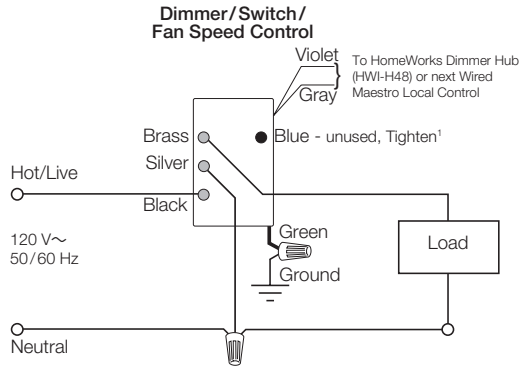 Dimmer/Switch/
Fan Speed Control
Violet
Gray
To HomeWorks Dimmer Hub
(HWI-H48) or next Wired
Maestro Local Control
Brass
Blue - unused, Tighten¹
Silver
Hot/Live
Black
120 V~
50/60 Hz
Green
Load
Ground
Neutral